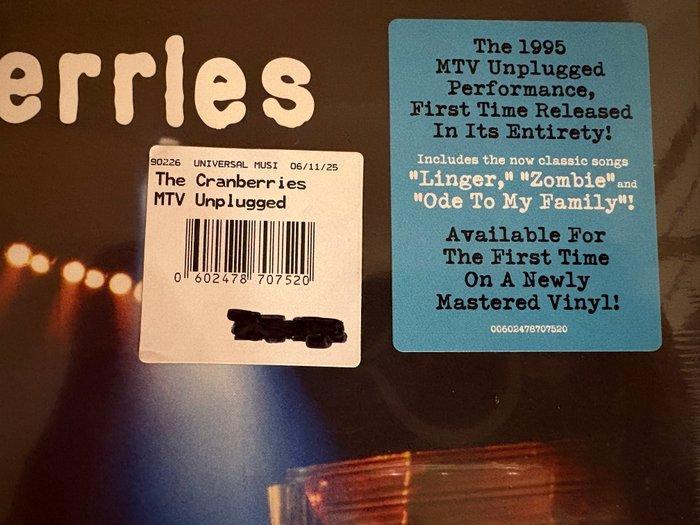 erries
90226 UNIVERSAL MUSI 06/11/25
The Cranberries
MTV Unplugged
0 602478 707520
The 1995
MTV Unplugged
Performance,
First Time Released
In Its Entirety!
Includes the now classic songs
"Linger," "Zombie" and
"Ode To My Family"!
Available For
The First Time
On A Newly
Mastered Vinyl!
00602478707520